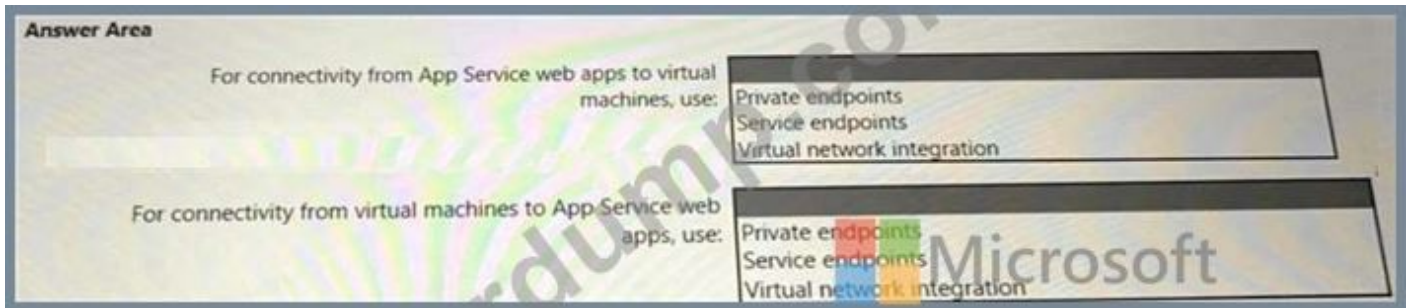 Answer Area
For connectivity from App Service web apps to virtual
machines, use:
Private endpoints
Service endpoints
Virtual network integration
For connectivity from virtual machines to App Service web
apps, use:
Private endpoints
Service endpoints
Virtual network integration
Microsoft
rdump.co